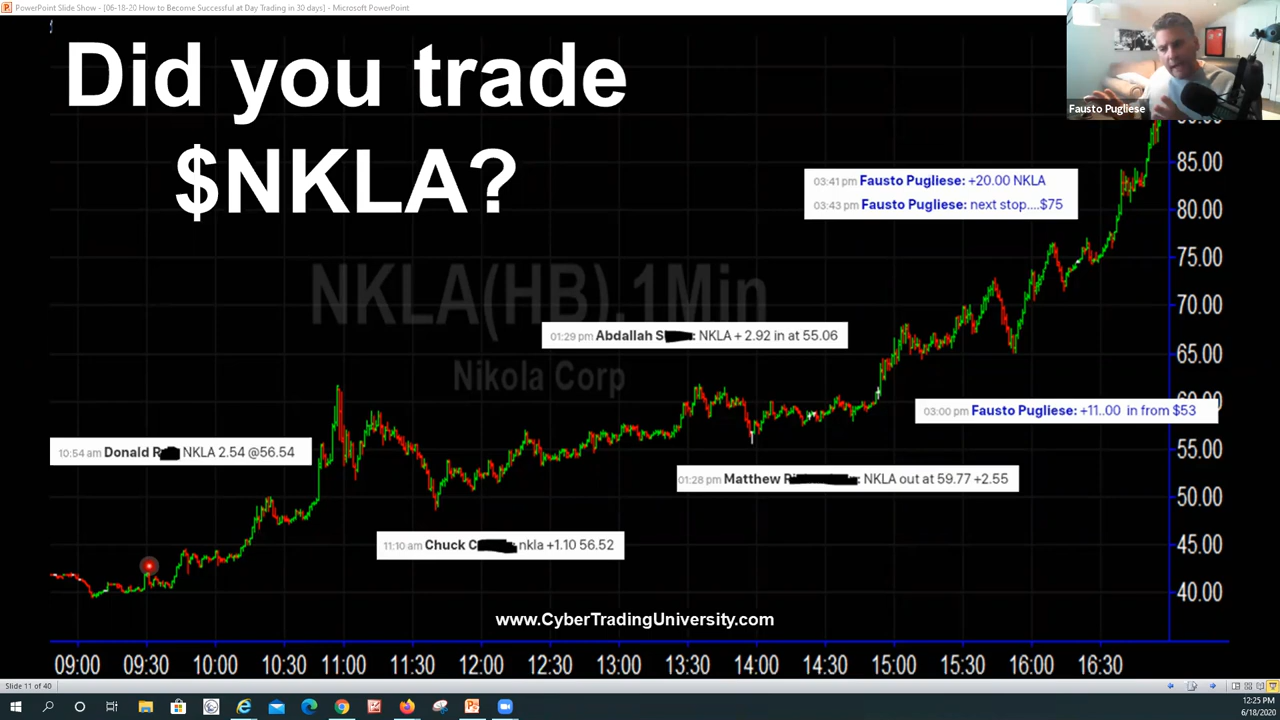 PowerPoint Slide Show - [06-18-20 How to Become Successful at Day Trading in 30 days] - Microsoft PowerPoint
Did you trade
$NKLA?
Fausto Pugliese
85.00
80.00
75.00
70.00
65.00
55.00
50.00
45.00
40.00
03:41 pm Fausto Pugliese: +20.00 NKLA
03:43 pm Fausto Pugliese: next stop....$75
NKLA(HB),1Min
Nikola Corp
01:29 pm Abdallah S : NKLA + 2.92 in at 55.06
03:00 pm Fausto Pugliese: +11..00 in from $53
10:54 am Donald NKLA 2.54 @56.54
01:28 pm Matthew : NKLA out at 59.77 +2.55
11:10 am Chuck C nkla +1.10 56.52
www.CyberTradingUniversity.com
09:00 09:30 10:00 10:30 11:00 11:30 12:00 12:30 13:00 13:30 14:00 14:30 15:00 15:30 16:00 16:30
Slide 11 of 40
12:25 PM
6/18/2020